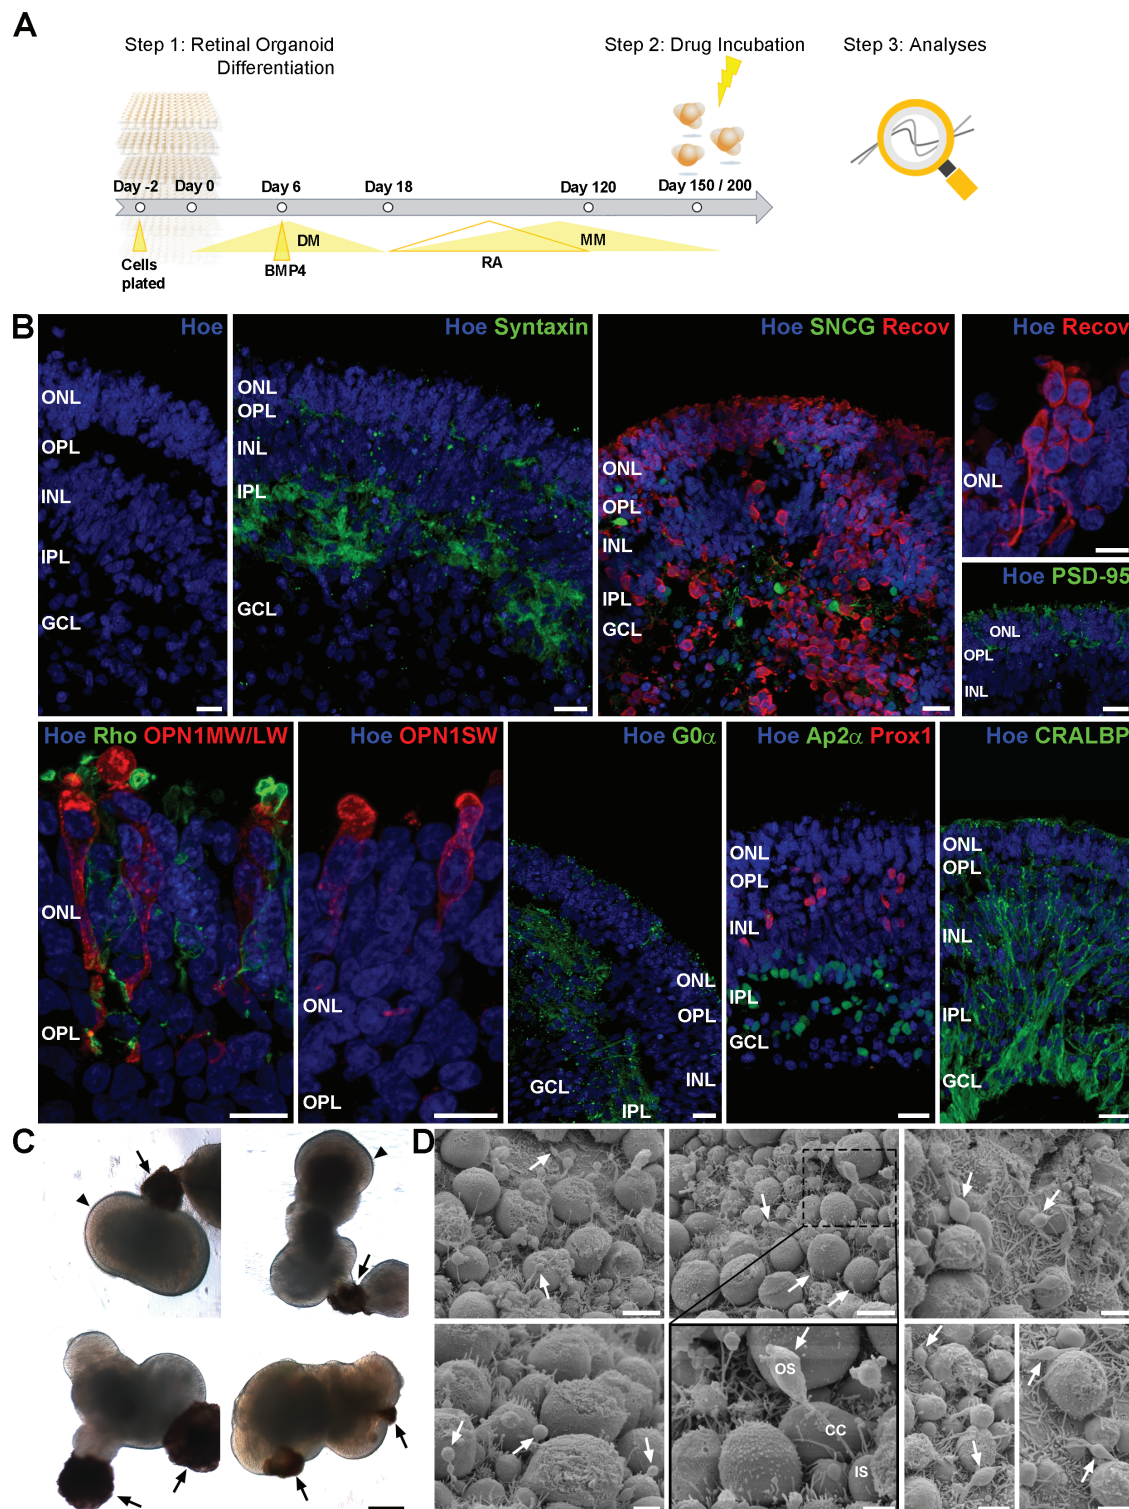 A
Step 1: Retinal Organoid
Differentiation
Step 2: Drug Incubation
Step 3: Analyses
Day -2
Day 0
Day 6
Day 18
Day 120
Day 150 / 200
DM
MM
Cells
plated
BMP4
RA
B
Hoe
ONL
OPL
INL
IPL
GCL
Hoe Syntaxin
ONL
OPL
INL
IPL
GCL
Hoe SNCG Recov
ONL
OPL
INL
IPL
GCL
Hoe Recov
ONL
Hoe PSD-95
ONL
OPL
INL
Hoe Rho OPN1MW/LW
ONL
OPL
Hoe OPN1SW
ONL
OPL
Hoe G0α
ONL
OPL
INL
GCL
IPL
Hoe Ap2α Prox1
ONL
OPL
INL
IPL
GCL
Hoe CRALBP
ONL
OPL
INL
IPL
GCL
C
D
OS
CC
IS